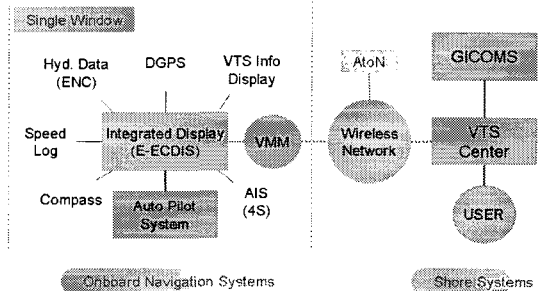 Single Window
Hyd. Data
(ENC)
DGPS
VTS Info
Display
AtoN
GICOMS
Speed
Log
Integrated Display
(E-ECDIS)
VMM
Wireless
Network
VTS
Center
Compass
Auto Pilot
System
AIS
(4S)
USER
Onboard Navigation Systems
Shore Systems